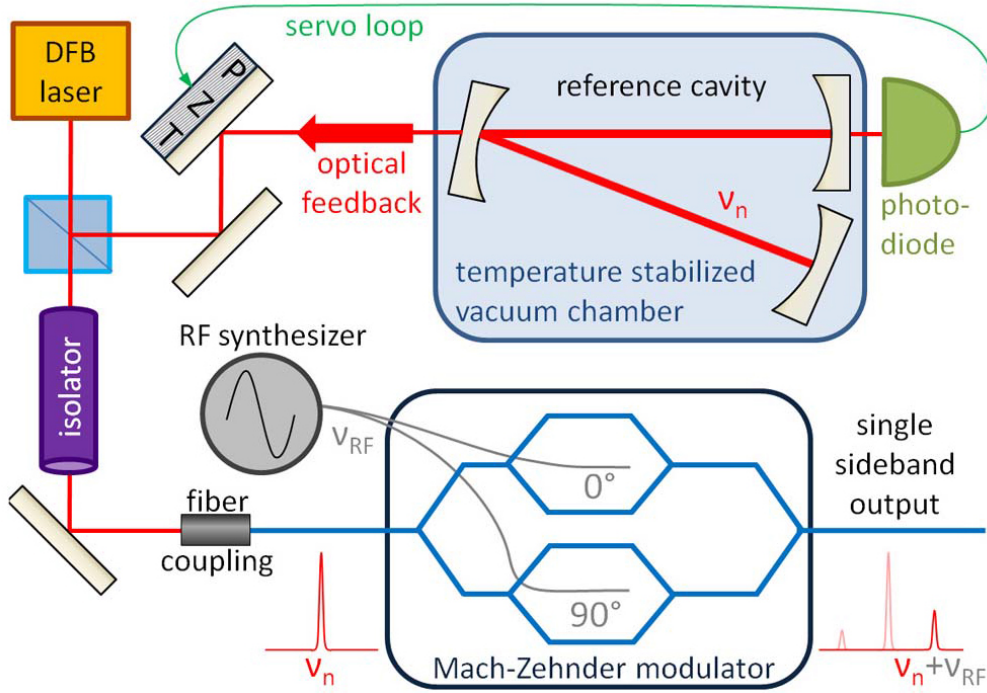 DFB
laser
servo loop
PZT
optical
feedback
reference cavity
νn
temperature stabilized
vacuum chamber
photo-
diode
isolator
RF synthesizer
νRF
fiber
coupling
0°
90°
Mach-Zehnder modulator
single
sideband
output
νn
νn+νRF